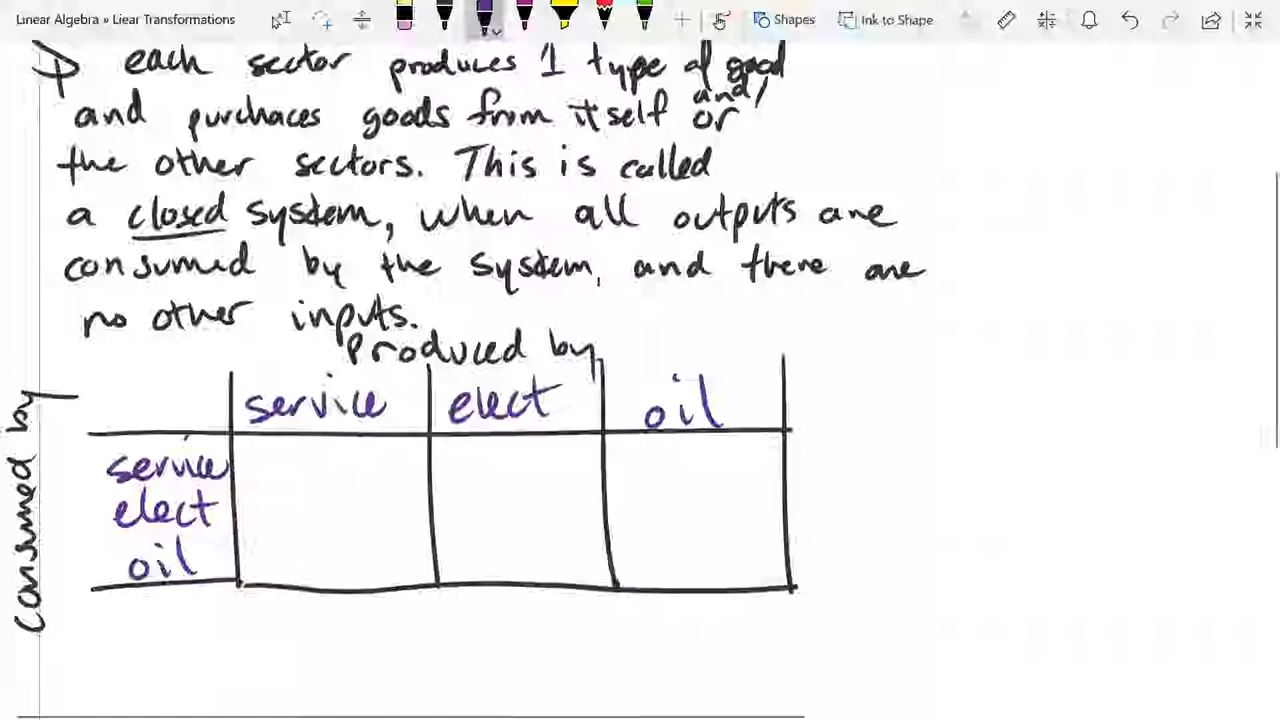 Linear Algebra » Liear Transformations
Shapes
Ink to Shape
each sector produces 1 type of good
and purchaces goods from itself and/or
the other sectors. This is called
a closed system, when all outputs are
consumed by the system, and there are
no other inputs.
Produced by
service elect oil
Consumed by
service
elect
oil